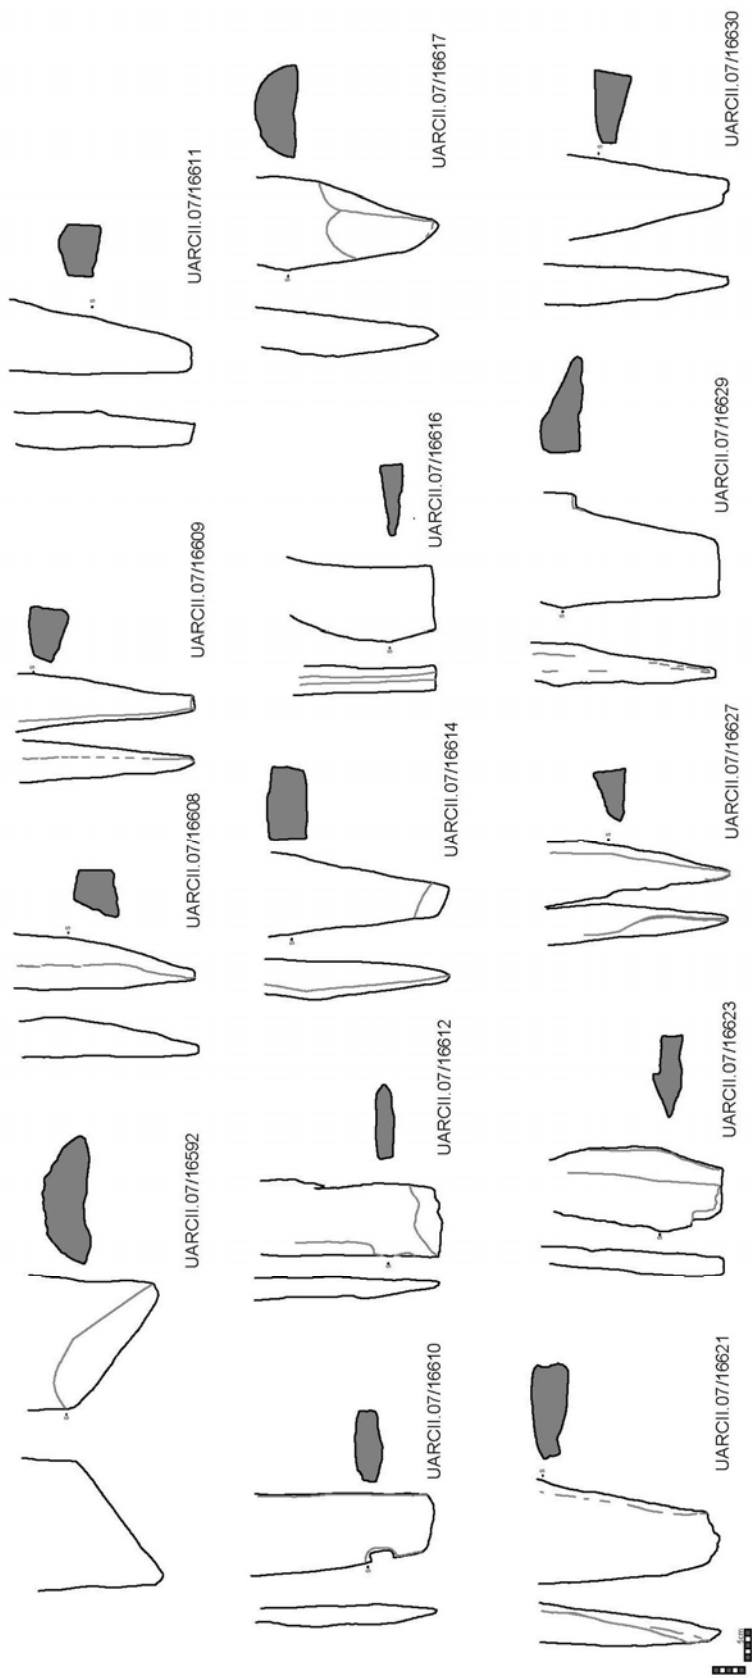 UARCII.07/16592
UARCII.07/16608
UARCII.07/16609
UARCII.07/16611
UARCII.07/16610
UARCII.07/16612
UARCII.07/16614
UARCII.07/16616
UARCII.07/16617
UARCII.07/16621
UARCII.07/16623
UARCII.07/16627
UARCII.07/16629
UARCII.07/16630